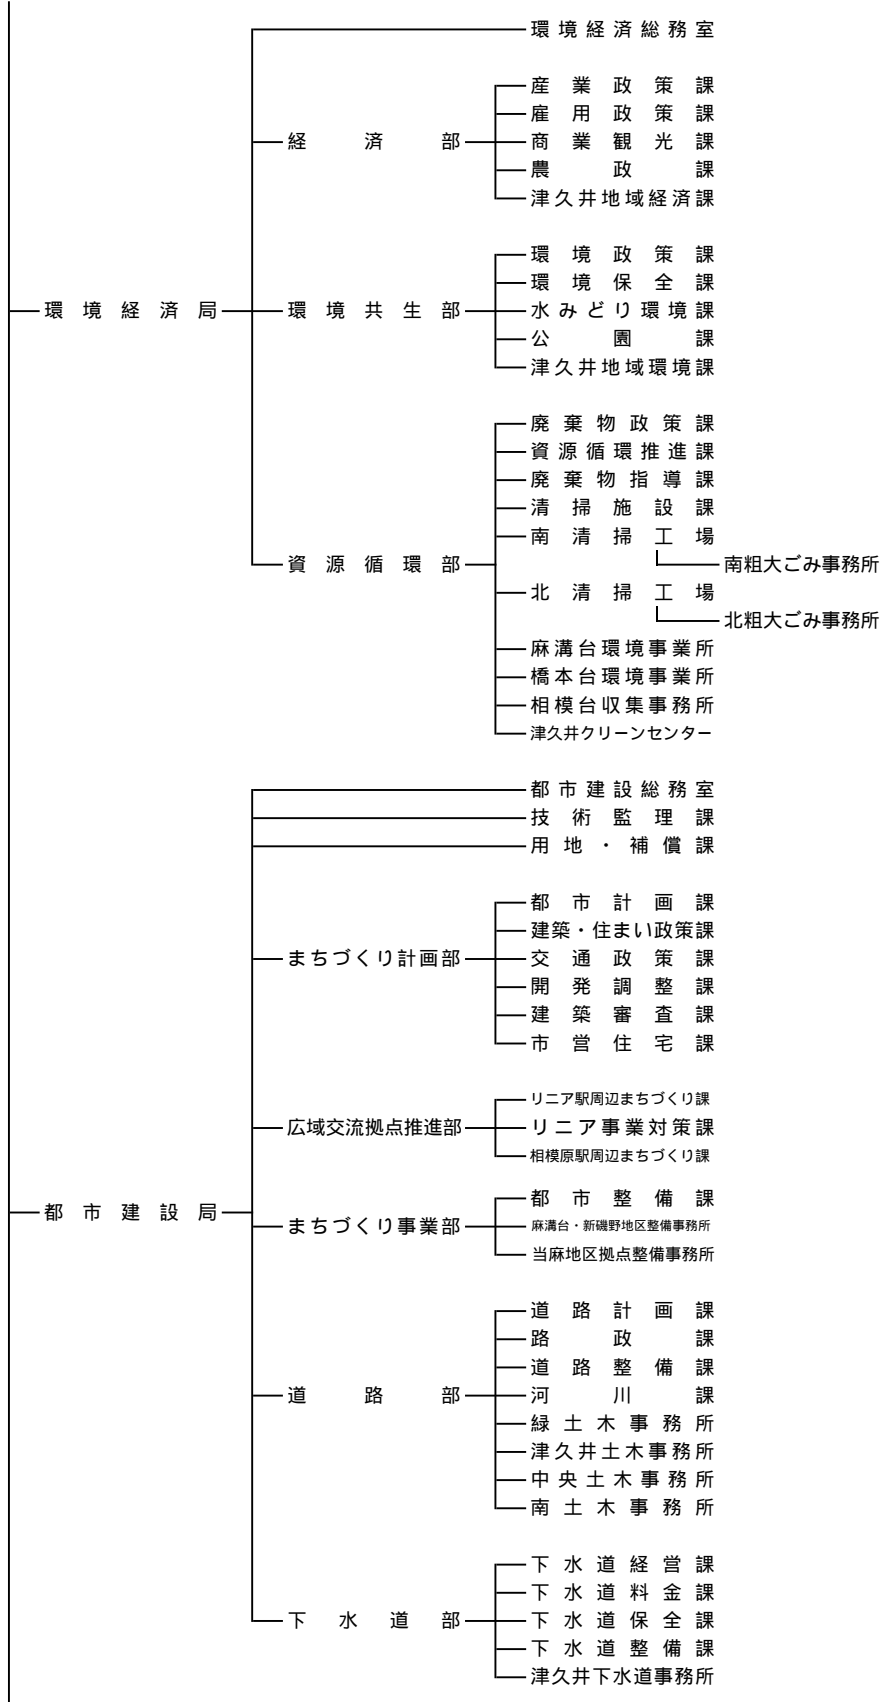 環境経済総務室
産業政策課
雇用政策課
経済部 商業観光課
農政課
津久井地域経済課
環境政策課
環境保全課
環境経済局 環境共生部 水みどり環境課
公園課
津久井地域環境課
廃棄物政策課
資源循環推進課
廃棄物指導課
清掃施設課
南清掃工場
資源循環部 南粗大ごみ事務所
北清掃工場
北粗大ごみ事務所
麻溝台環境事業所
橋本台環境事業所
相模台収集事務所
津久井クリーンセンター
都市建設総務室
技術監理課
用地・補償課
都市計画課
建築・住まい政策課
まちづくり計画部 交通政策課
開発調整課
建築審査課
市営住宅課
リニア駅周辺まちづくり課
広域交流拠点推進部 リニア事業対策課
相模原駅周辺まちづくり課
都市整備課
都市建設局
まちづくり事業部 麻溝台・新磯野地区整備事務所
当麻地区拠点整備事務所
道路計画課
路政課
道路整備課
道路部 河川課
緑土木事務所
津久井土木事務所
中央土木事務所
南土木事務所
下水道経営課
下水道料金課
下水道部 下水道保全課
下水道整備課
津久井下水道事務所